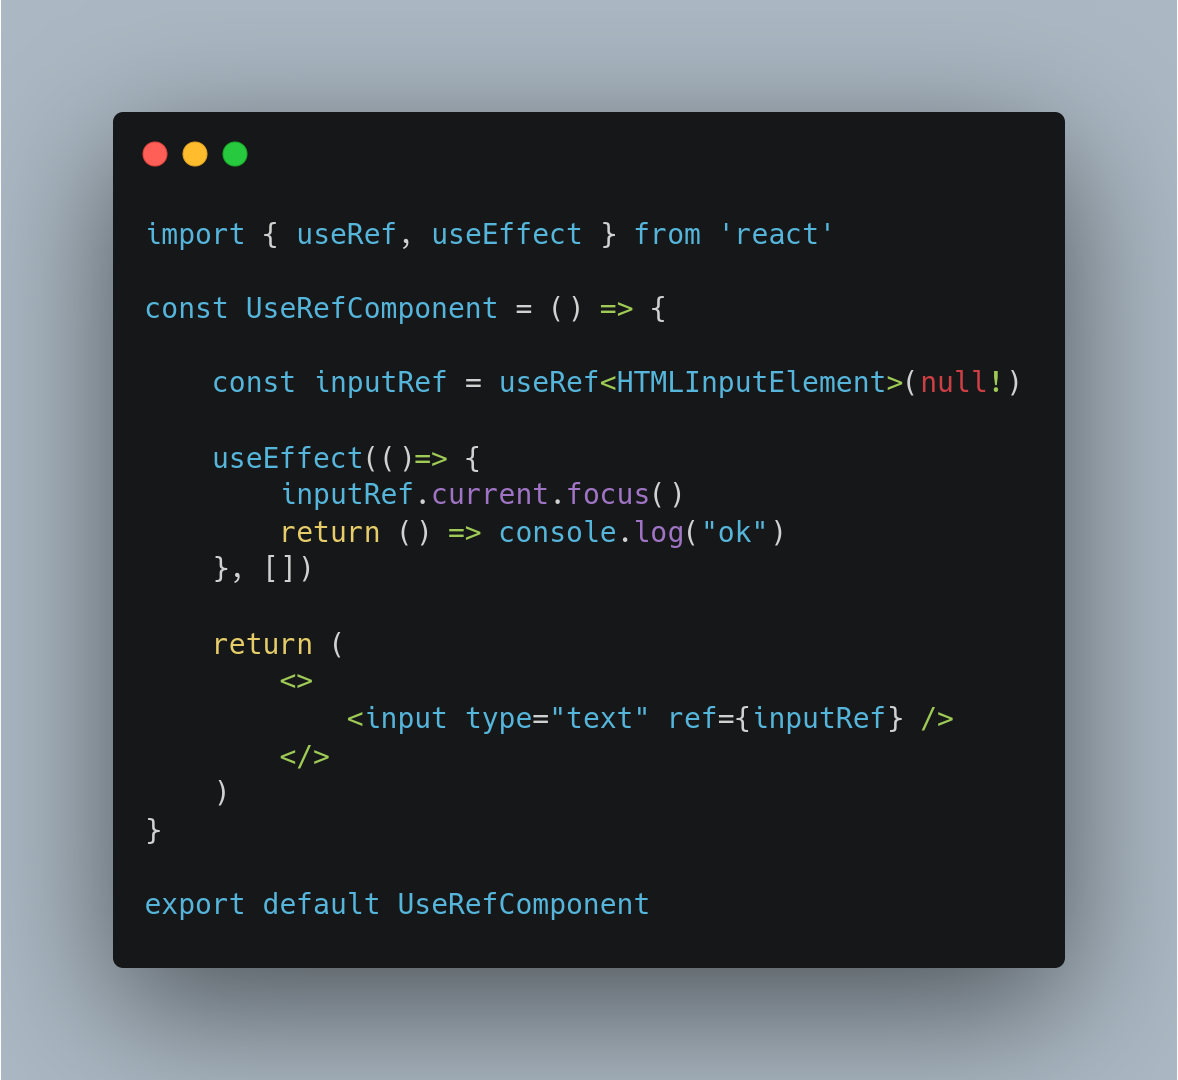 import { useRef, useEffect } from 'react'
const UseRefComponent = () => {
const inputRef = useRef<HTMLInputElement>(null!)
useEffect(()=> {
inputRef.current.focus()
return () => console.log("ok")
}, [])
return (
<>
<input type="text" ref={inputRef} />
</>
)
}
export default UseRefComponent